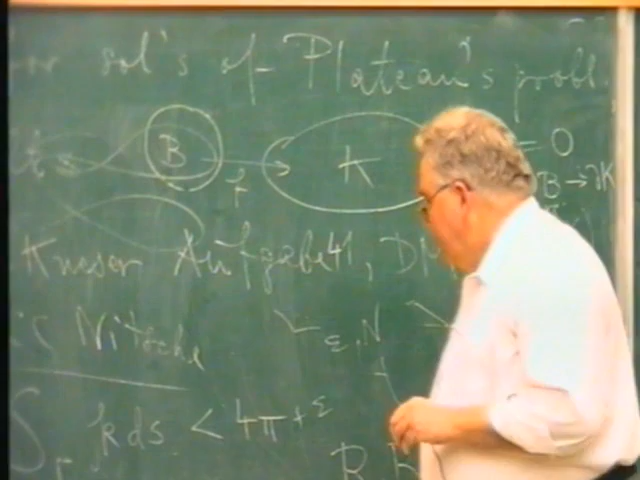 sol's of Plateau's probl.
B → K = 0
f B → K
Kneser Aufgabe 41, DM
Nitsche ε, N
∫Γ k ds < 4π + ε